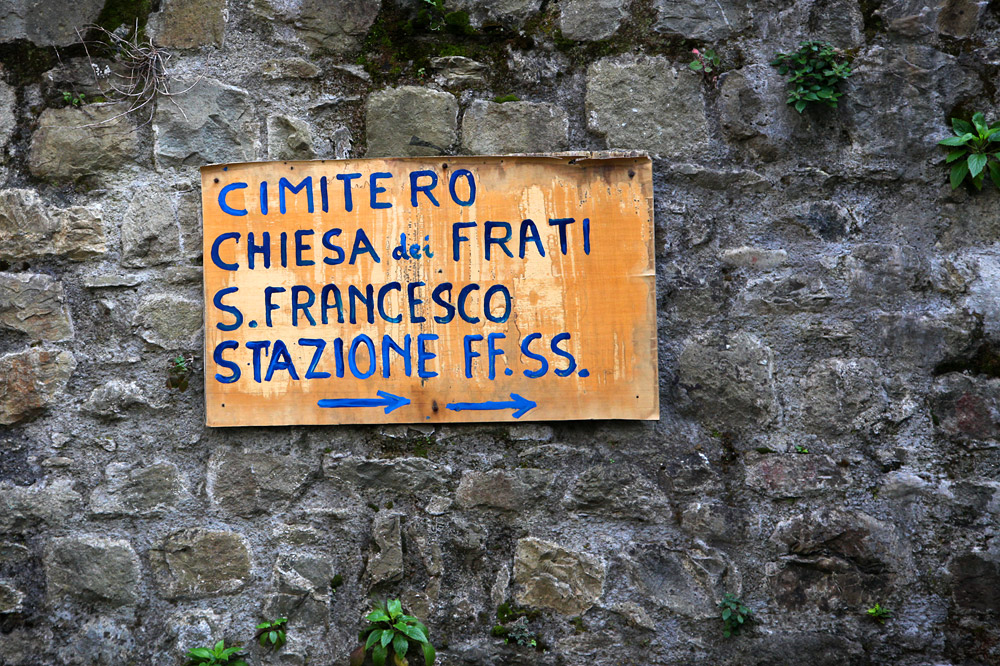 CIMITERO
CHIESA dei FRATI
S. FRANCESCO
STAZIONE FF.SS.